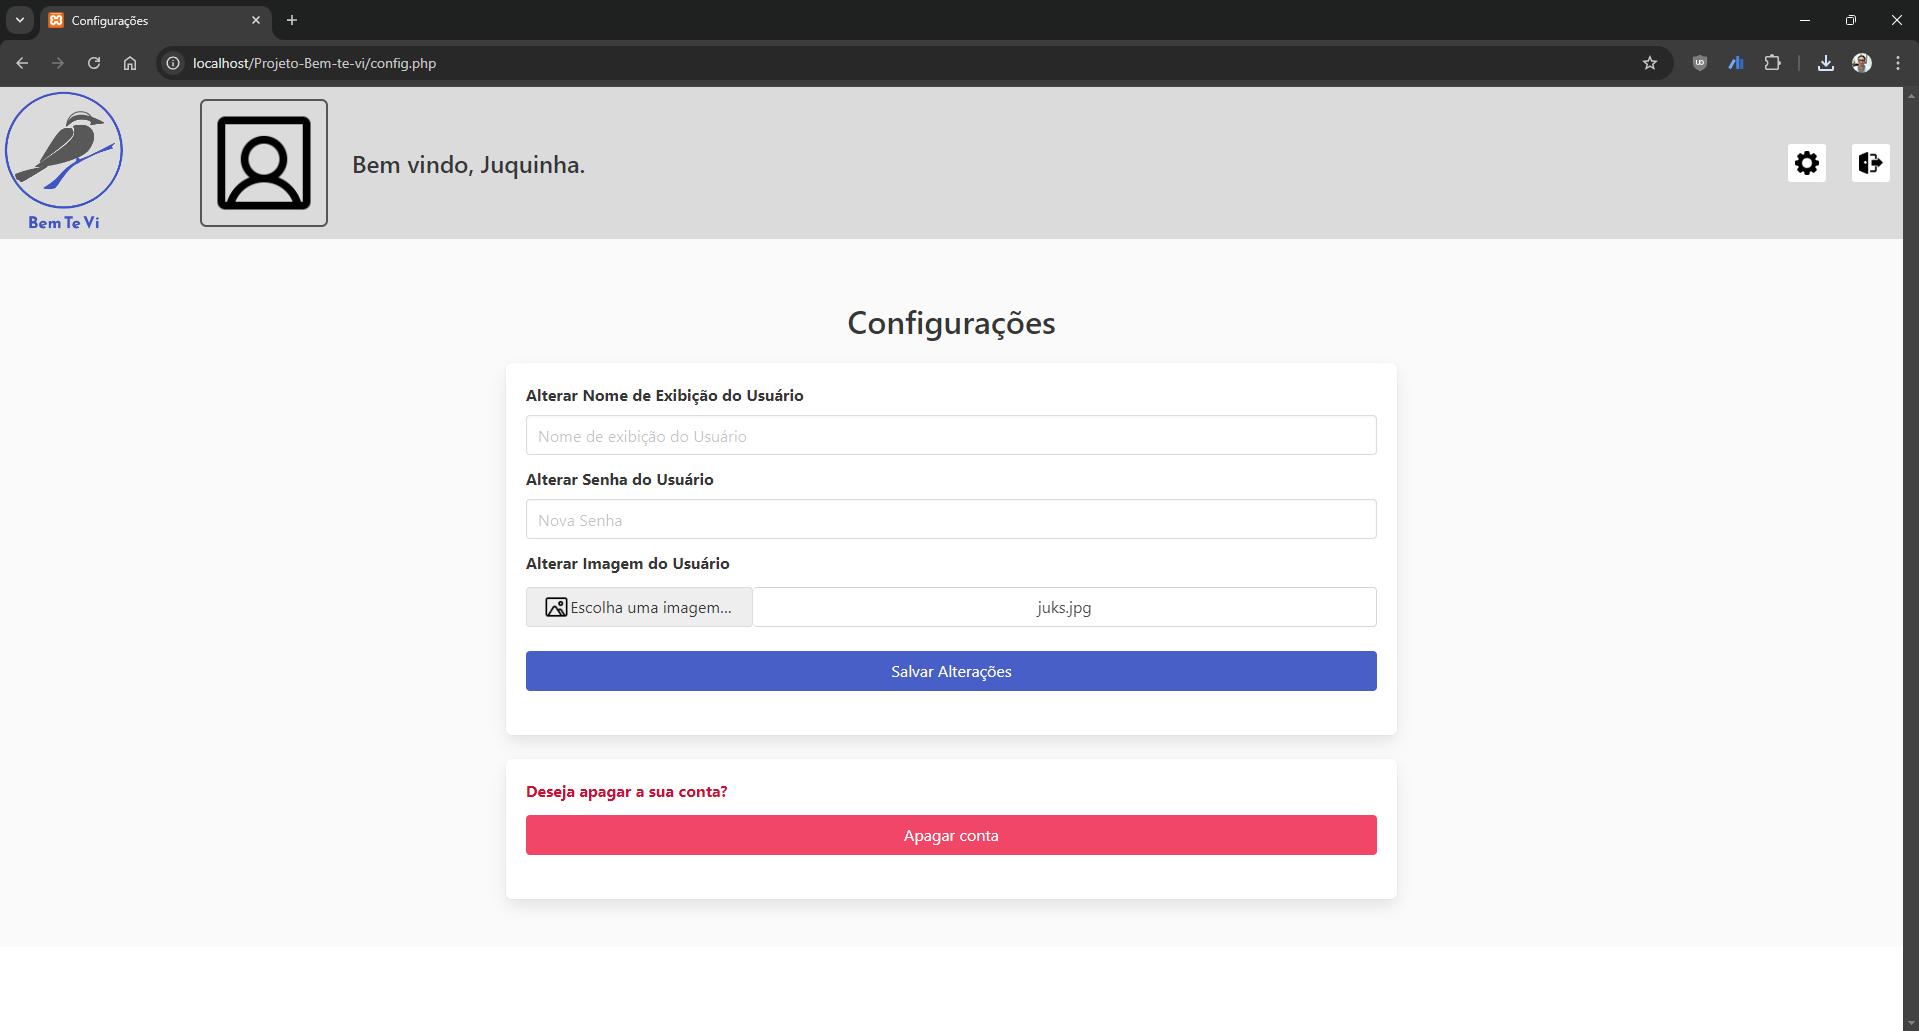 Configurações
localhost/Projeto-Bem-te-vi/config.php
Bem Te Vi
Bem vindo, Juquinha.
Configurações
Alterar Nome de Exibição do Usuário
Nome de exibição do Usuário
Alterar Senha do Usuário
Nova Senha
Alterar Imagem do Usuário
Escolha uma imagem... juks.jpg
Salvar Alterações
Deseja apagar a sua conta?
Apagar conta